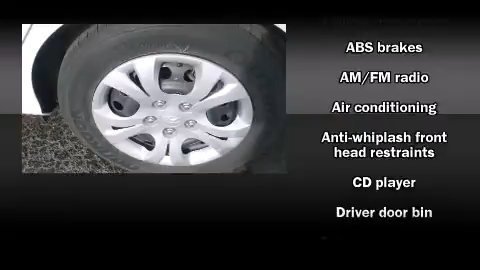 ABS brakes
AM/FM radio
Air conditioning
Anti-whiplash front
head restraints
CD player
Driver door bin